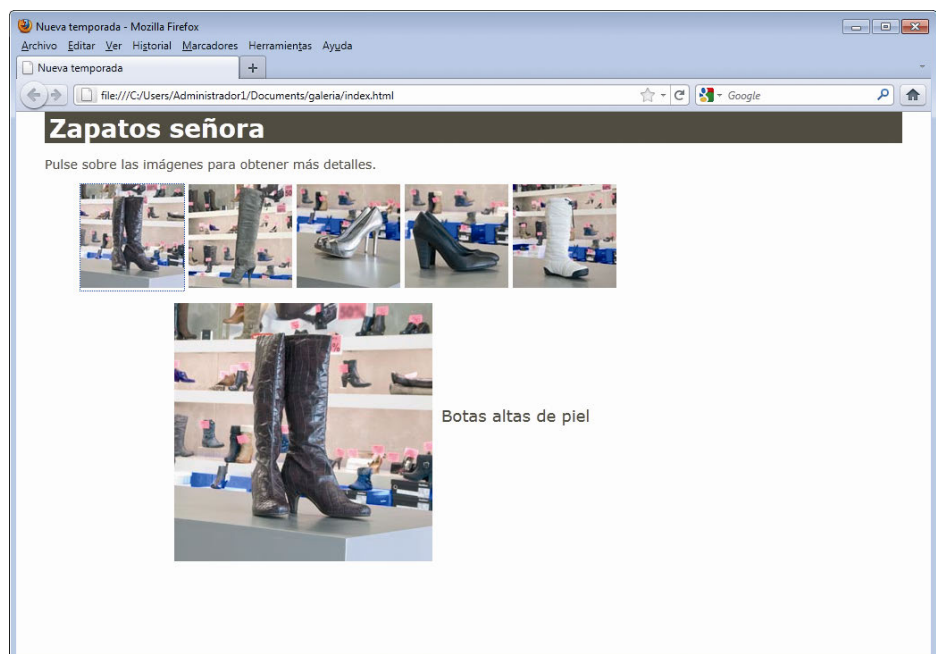 Nueva temporada - Mozilla Firefox
Archivo Editar Ver Historial Marcadores Herramientas Ayuda
Nueva temporada
file:///C:/Users/Administrador1/Documents/galeria/index.html
Google
Zapatos señora
Pulse sobre las imágenes para obtener más detalles.
50%
Botas altas de piel